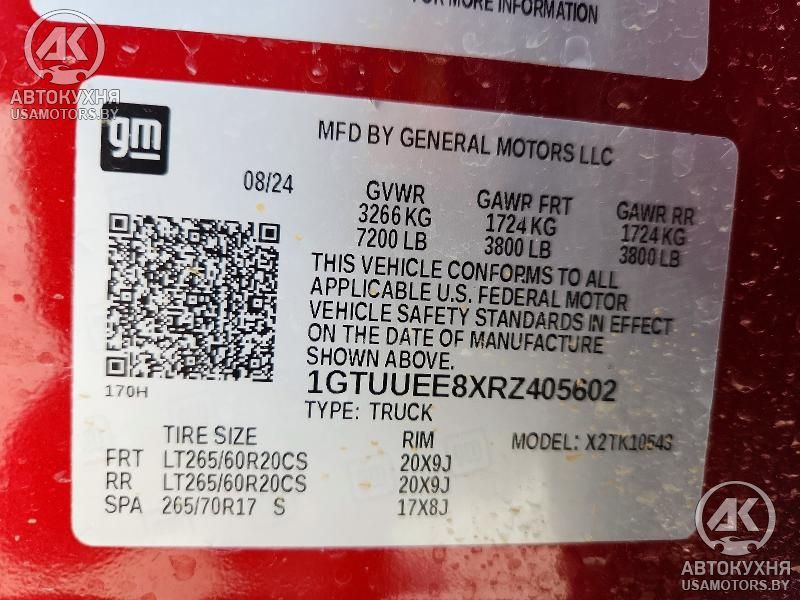 FOR MORE INFORMATION
AK
АВТОКУХНЯ
USAMOTORS.BY
gm
MFD BY GENERAL MOTORS LLC
08/24
GVWR GAWR FRT GAWR RR
3266 KG 1724 KG 1724 KG
7200 LB 3800 LB 3800 LB
THIS VEHICLE CONFORMS TO ALL
APPLICABLE U.S. FEDERAL MOTOR
VEHICLE SAFETY STANDARDS IN EFFECT
ON THE DATE OF MANUFACTURE
SHOWN ABOVE.
170H
1GTUUEE8XRZ405602
TYPE: TRUCK
TIRE SIZE RIM MODEL: X2TK10543
FRT LT265/60R20CS 20X9J
RR LT265/60R20CS 20X9J
SPA 265/70R17 S 17X8J
AK
АВТОКУХНЯ
USAMOTORS.BY